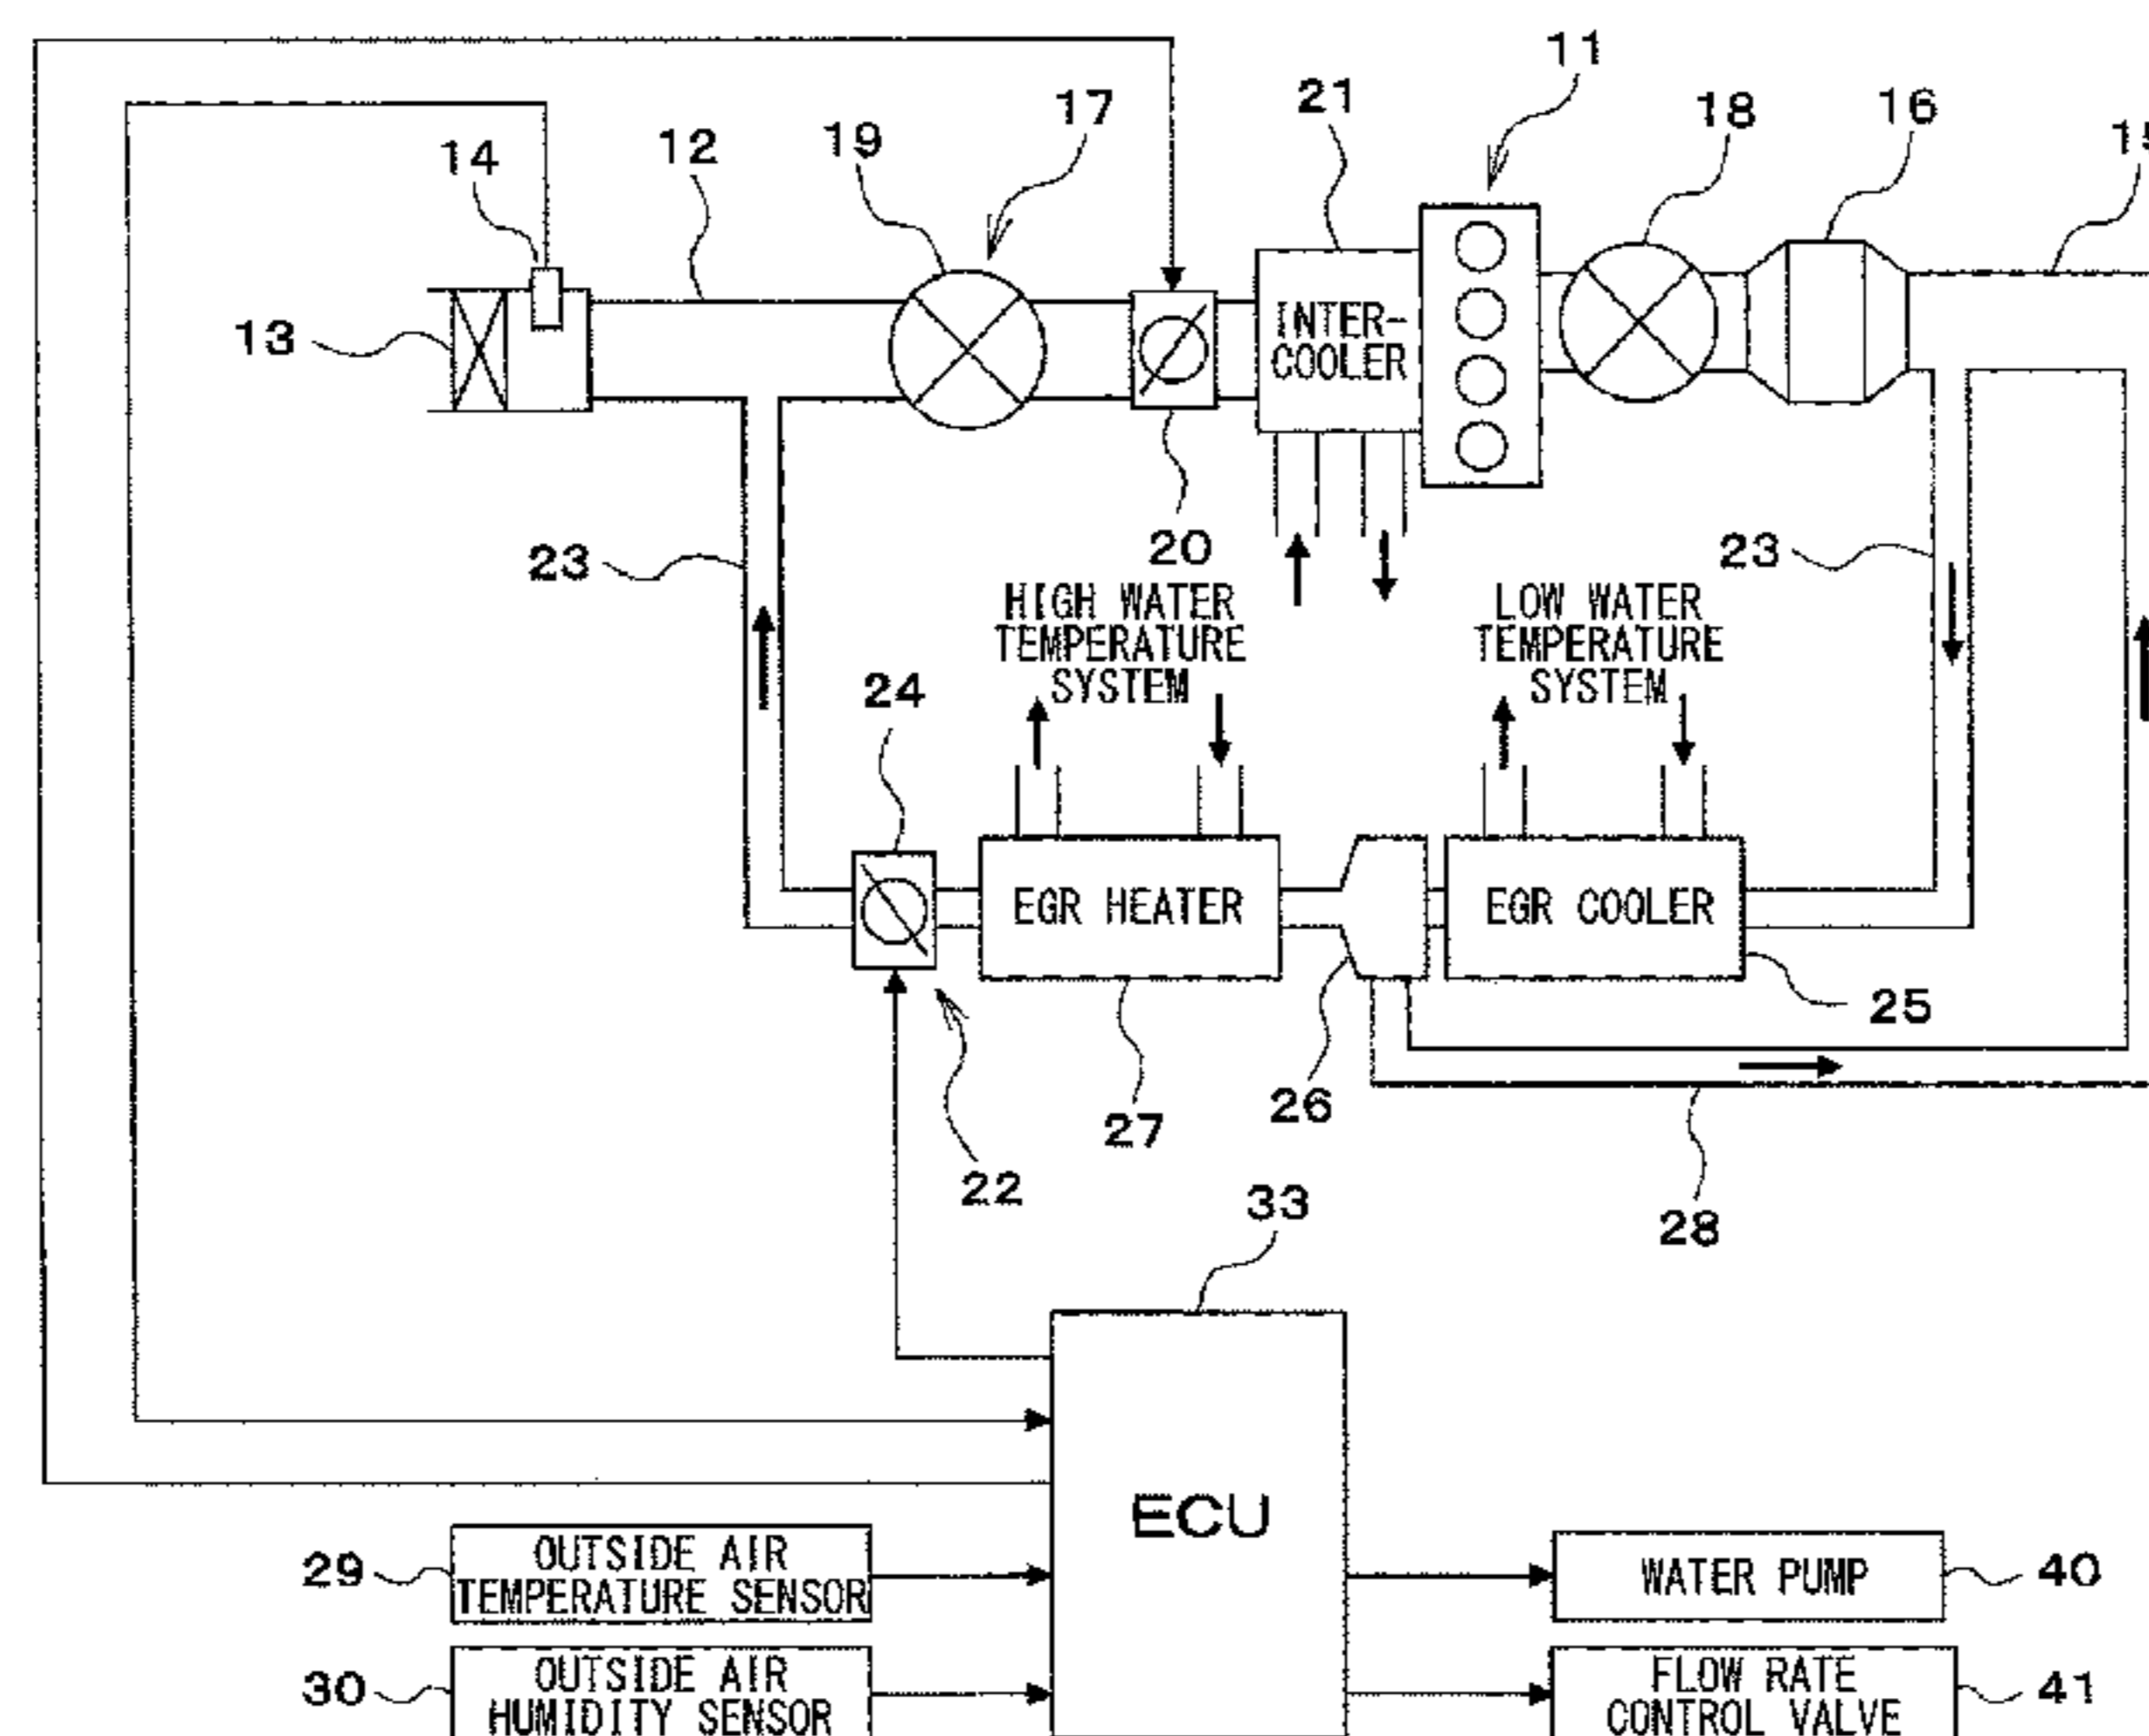 11
21
18
16
17
19
12
14
INTER-
COOLER
13
20
23
23
HIGH WATER
TEMPERATURE
SYSTEM
LOW WATER
TEMPERATURE
SYSTEM
24
EGR HEATER
EGR COOLER
25
26
27
22
28
33
ECU
29
OUTSIDE AIR
TEMPERATURE SENSOR
WATER PUMP
40
30
OUTSIDE AIR
HUMIDITY SENSOR
FLOW RATE
CONTROL VALVE
41